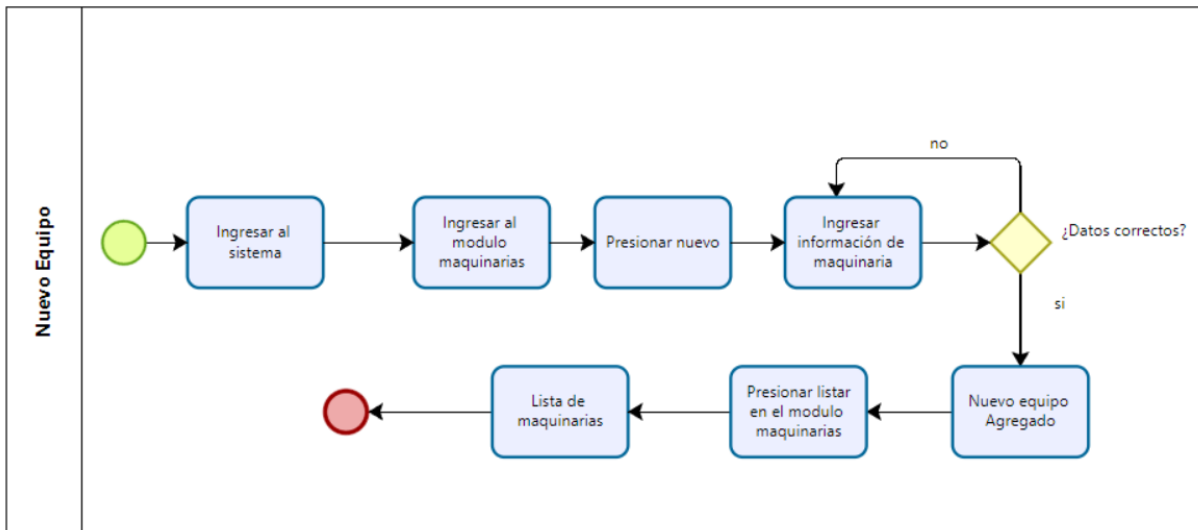 Nuevo Equipo
Ingresar al
sistema
Ingresar al
modulo
maquinarias
Presionar nuevo
Ingresar
información de
maquinaria
no
¿Datos correctos?
si
Nuevo equipo
Agregado
Presionar listar
en el modulo
maquinarias
Lista de
maquinarias